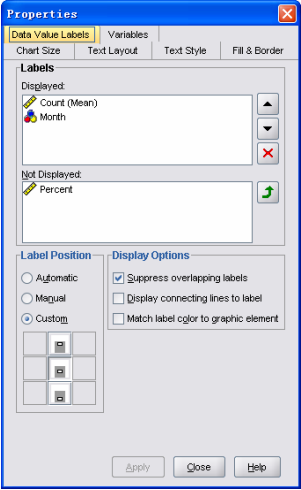 Properties
Data Value Labels Variables
Chart Size Text Layout Text Style Fill & Border
Labels
Displayed:
Count (Mean)
Month
Not Displayed:
Percent
Label Position Display Options
Automatic Suppress overlapping labels
Manual Display connecting lines to label
Custom Match label color to graphic element
Apply Close Help